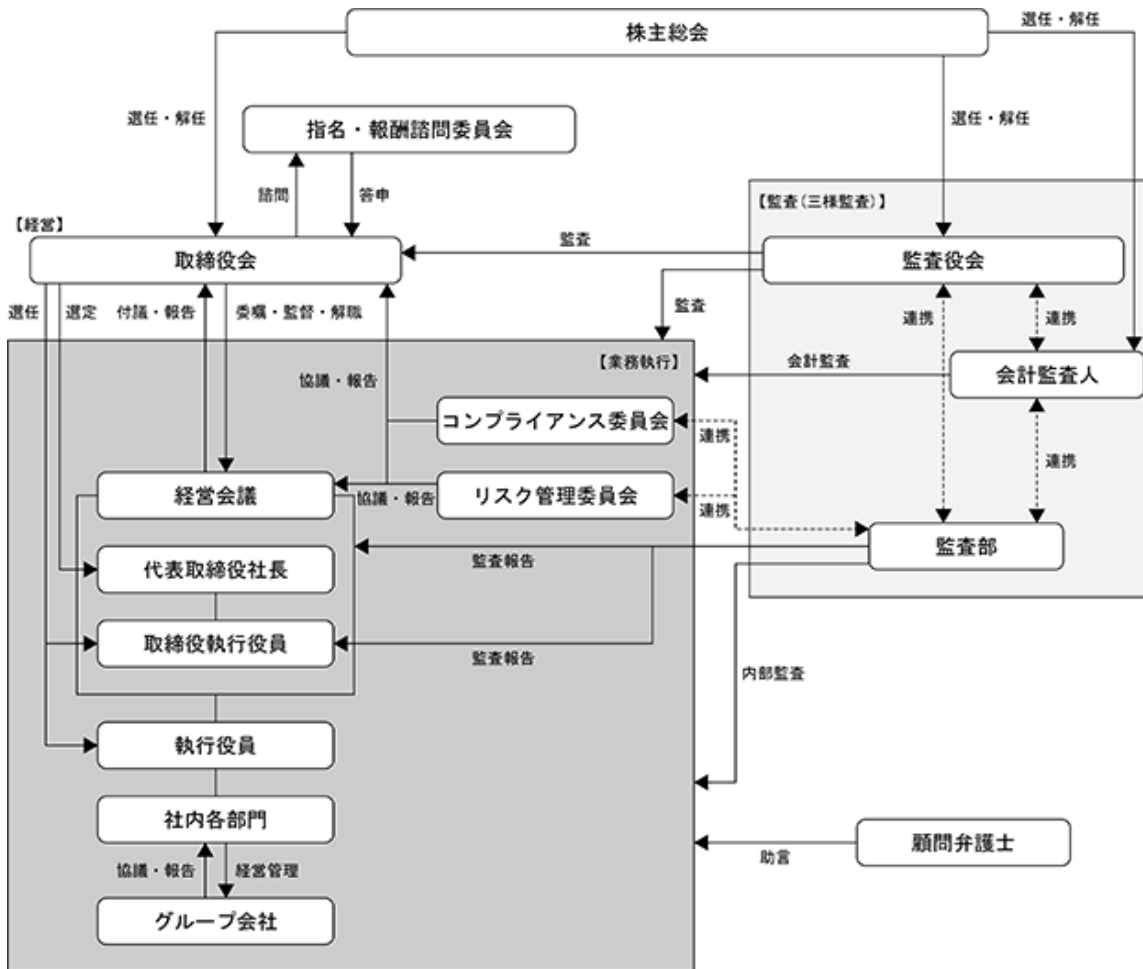 選任・解任
株主総会
選任・解任
指名・報酬諮問委員会
選任・解任
諮問
答申
【監査(三様監査)】
【経営】
監査
取締役会
監査役会
選任
選定
付議・報告
委嘱・監督・解職
監査
連携
連携
【業務執行】
会計監査
会計監査人
協議・報告
コンプライアンス委員会
連携
連携
経営会議
協議・報告
リスク管理委員会
連携
監査部
代表取締役社長
監査報告
取締役執行役員
監査報告
内部監査
執行役員
社内各部門
顧問弁護士
助言
協議・報告
経営管理
グループ会社